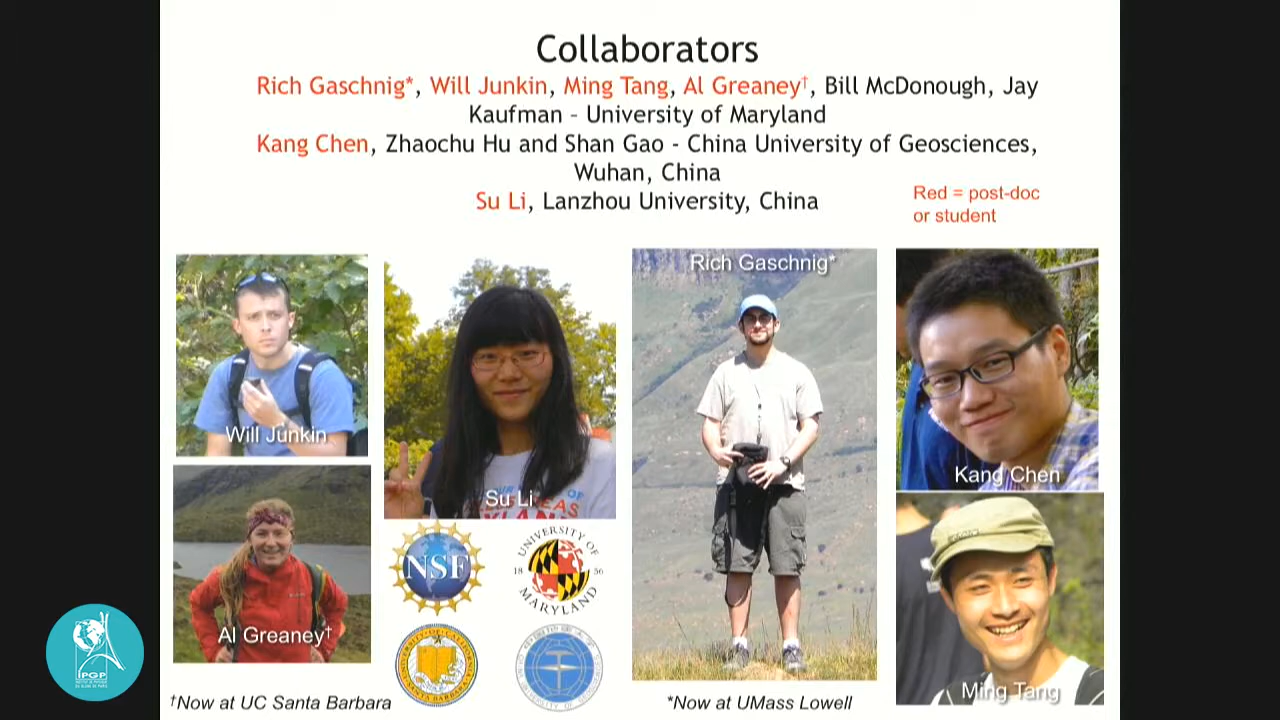 Collaborators
Rich Gaschnig*, Will Junkin, Ming Tang, Al Greaney†, Bill McDonough, Jay
Kaufman – University of Maryland
Kang Chen, Zhaochu Hu and Shan Gao - China University of Geosciences,
Wuhan, China
Su Li, Lanzhou University, China
Red = post-doc
or student
Will Junkin
Su Li
Rich Gaschnig*
Kang Chen
Al Greaney†
Ming Tang
NSF
UNIVERSITY OF
18 56
MARYLAND
IPGP
†Now at UC Santa Barbara
*Now at UMass Lowell